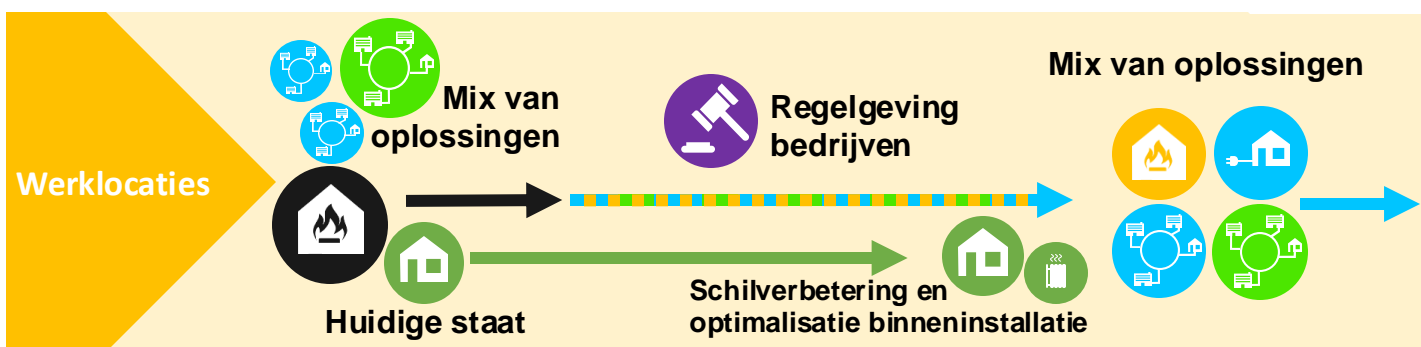 Werklocaties
Mix van
oplossingen
Huidige staat
Regelgeving
bedrijven
Schilverbetering en
optimalisatie binneninstallatie
Mix van oplossingen